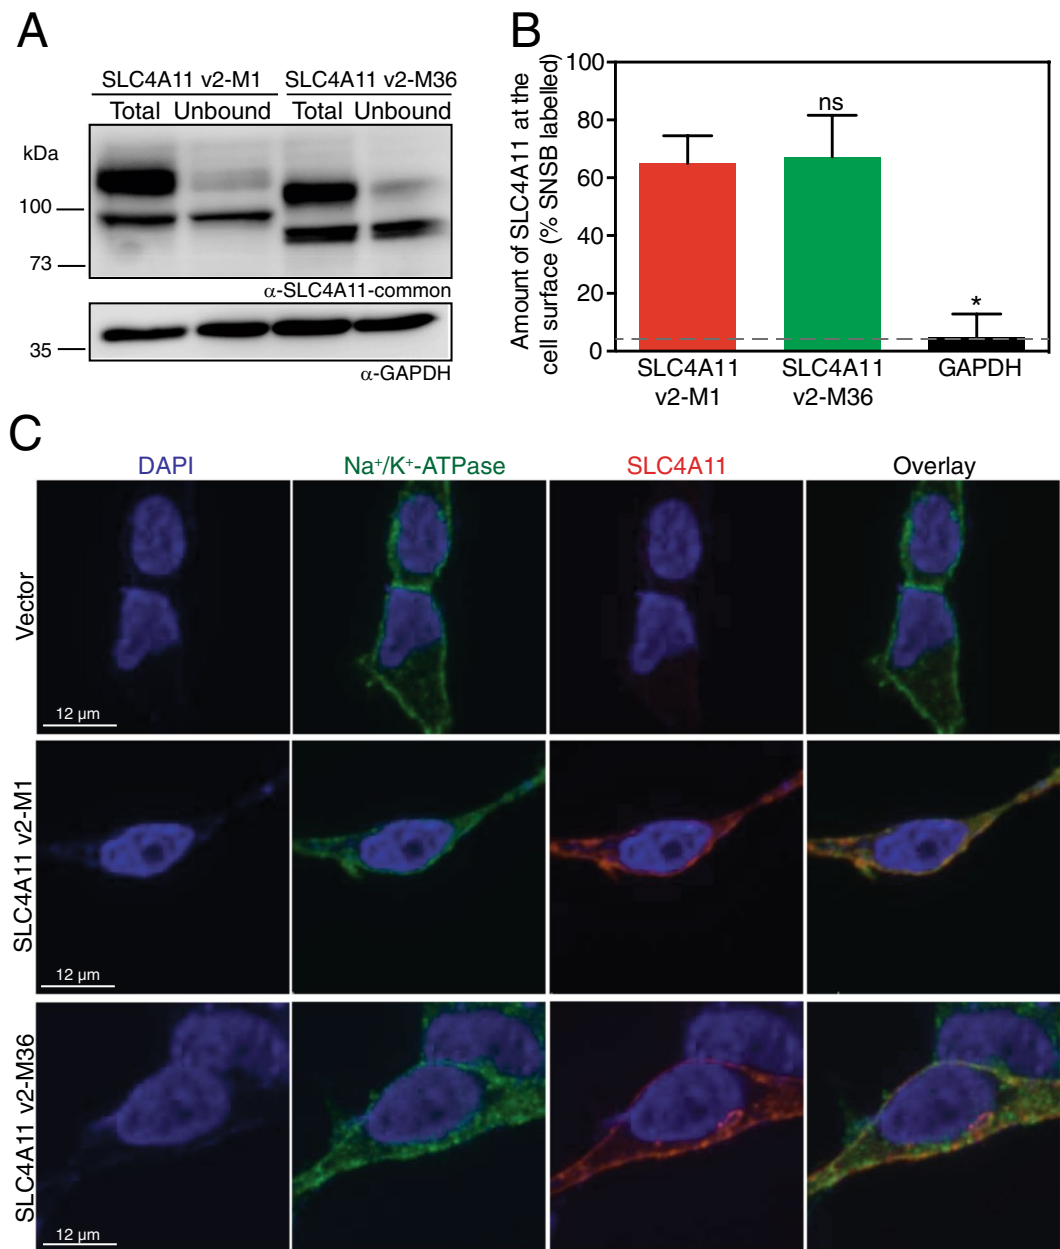 A
SLC4A11 v2-M1 SLC4A11 v2-M36
Total Unbound Total Unbound
kDa
100
73
α-SLC4A11-common
35
α-GAPDH
B
Amount of SLC4A11 at the
cell surface (% SNSB labelled)
100
80
60
40
20
0
ns
*
SLC4A11
v2-M1
SLC4A11
v2-M36
GAPDH
C
DAPI Na⁺/K⁺-ATPase SLC4A11 Overlay
Vector
12 µm
SLC4A11 v2-M1
12 µm
SLC4A11 v2-M36
12 µm